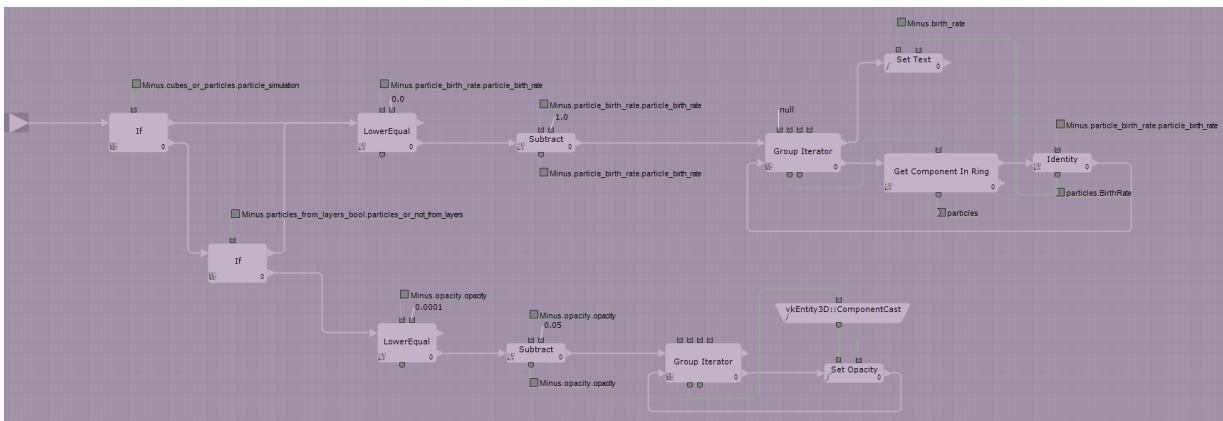 Minus.birth_rate
Set Text
0
Minus.cubes_or_particles.particle_simulation
If
0
Minus.particle_birth_rate.particle_birth_rate
0.0
LowerEqual
0
Minus.particle_birth_rate.particle_birth_rate
1.0
Subtract
0
Minus.particle_birth_rate.particle_birth_rate
null
Group Iterator
0
Get Component In Ring
0
particles
Minus.particle_birth_rate.particle_birth_rate
Identity
0
particles.BirthRate
Minus.particles_from_layers_bool.particles_or_not_from_layers
If
0
Minus.opacity.opacity
0.0001
LowerEqual
0
Minus.opacity.opacity
0.05
Subtract
0
Minus.opacity.opacity
Group Iterator
0
vkEntity3D::ComponentCast
Set Opacity
0